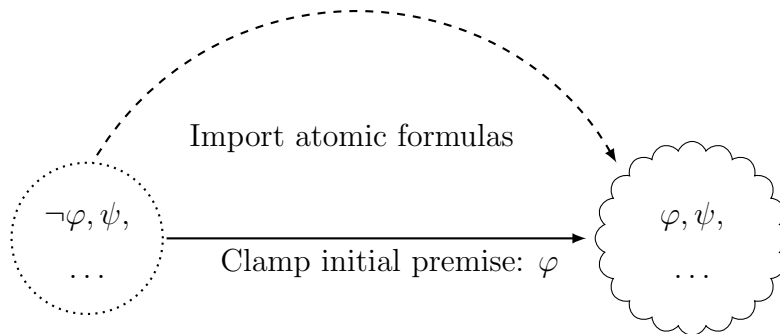 Import atomic formulas
¬φ, ψ,
...
φ, ψ,
...
Clamp initial premise: φ